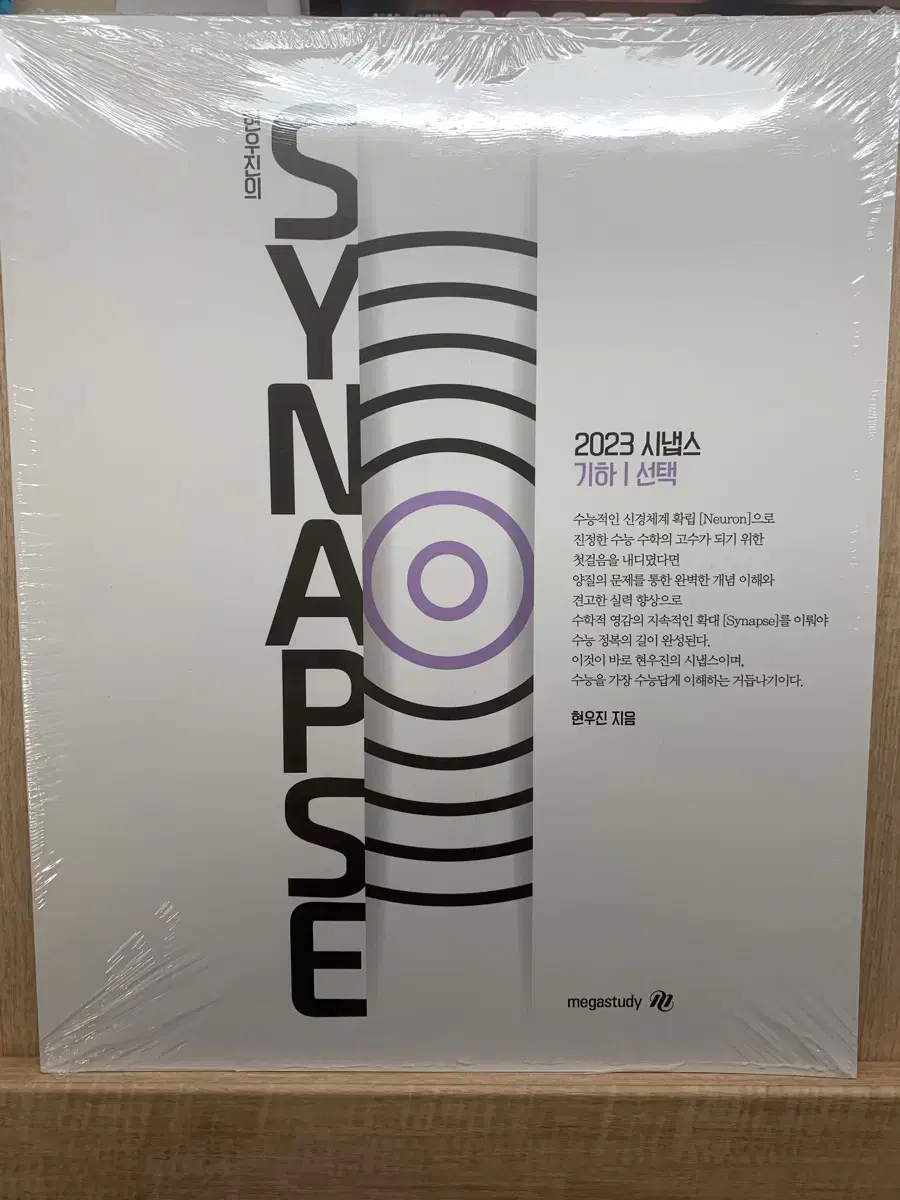 현우진의
SYNAPSE
2023 시냅스
기하 | 선택
수능적인 신경체계 확립 [Neuron]으로
진정한 수능 수학의 고수가 되기 위한
첫걸음을 내디뎠다면
양질의 문제를 통한 완벽한 개념 이해와
견고한 실력 향상으로
수학적 영감의 지속적인 확대 [Synapse]를 이뤄야
수능 정복의 길이 완성된다.
이것이 바로 현우진의 시냅스이며,
수능을 가장 수능답게 이해하는 거듭나기이다.
현우진 지음
megastudy